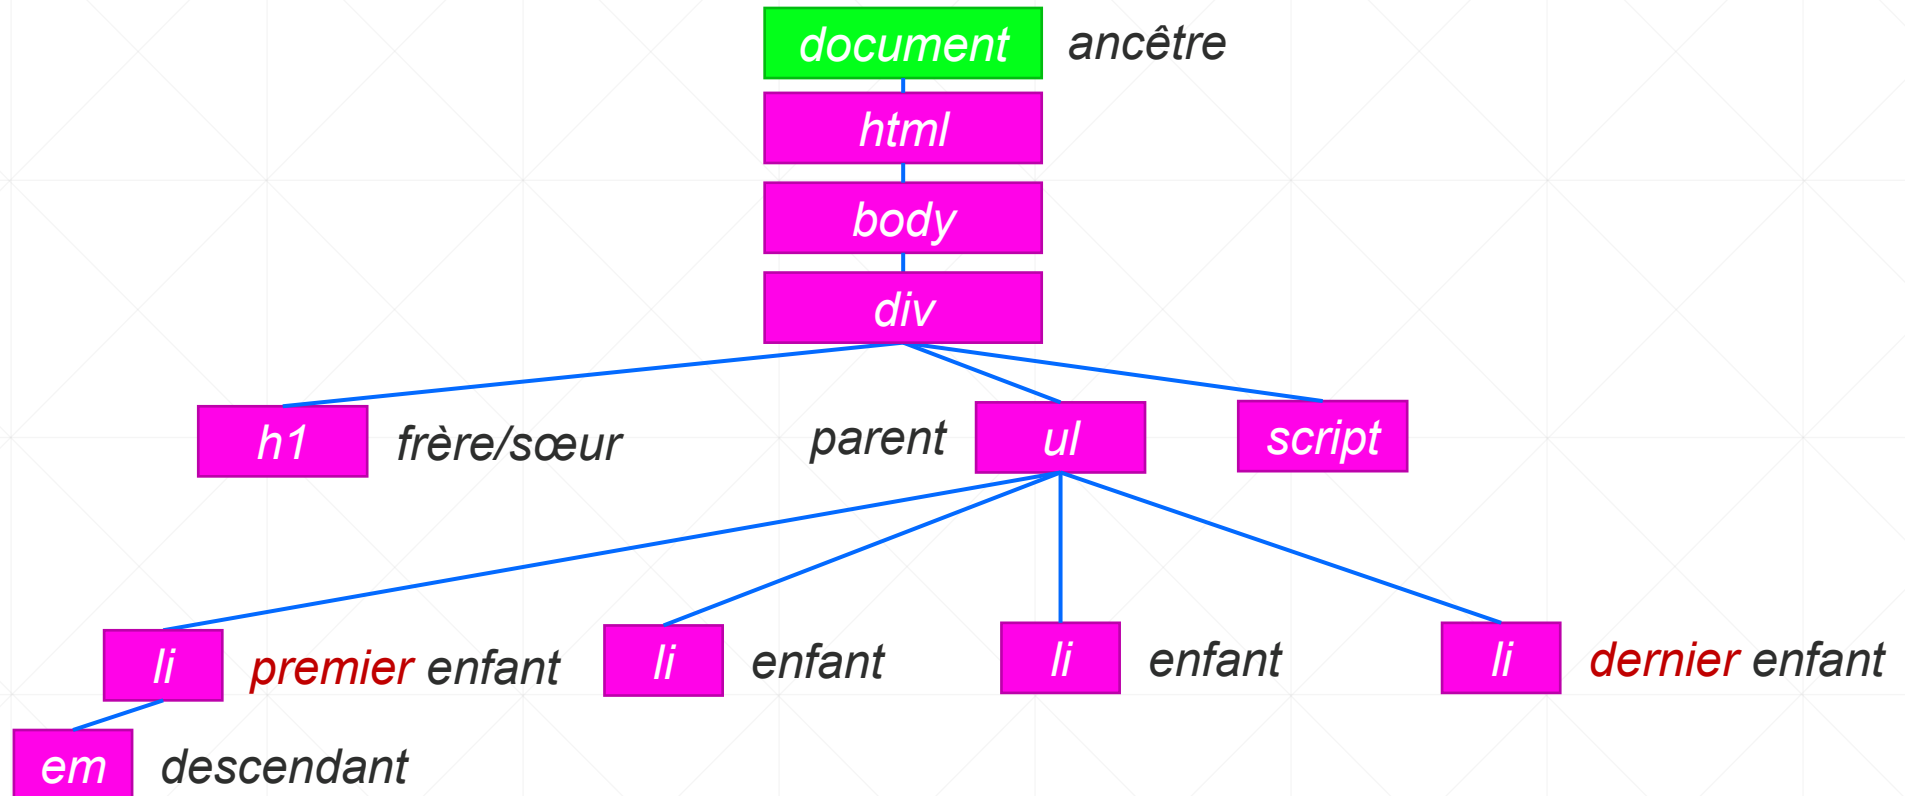 document ancêtre
html
body
div
h1 frère/sœur parent ul script
li premier enfant li enfant li enfant li dernier enfant
em descendant